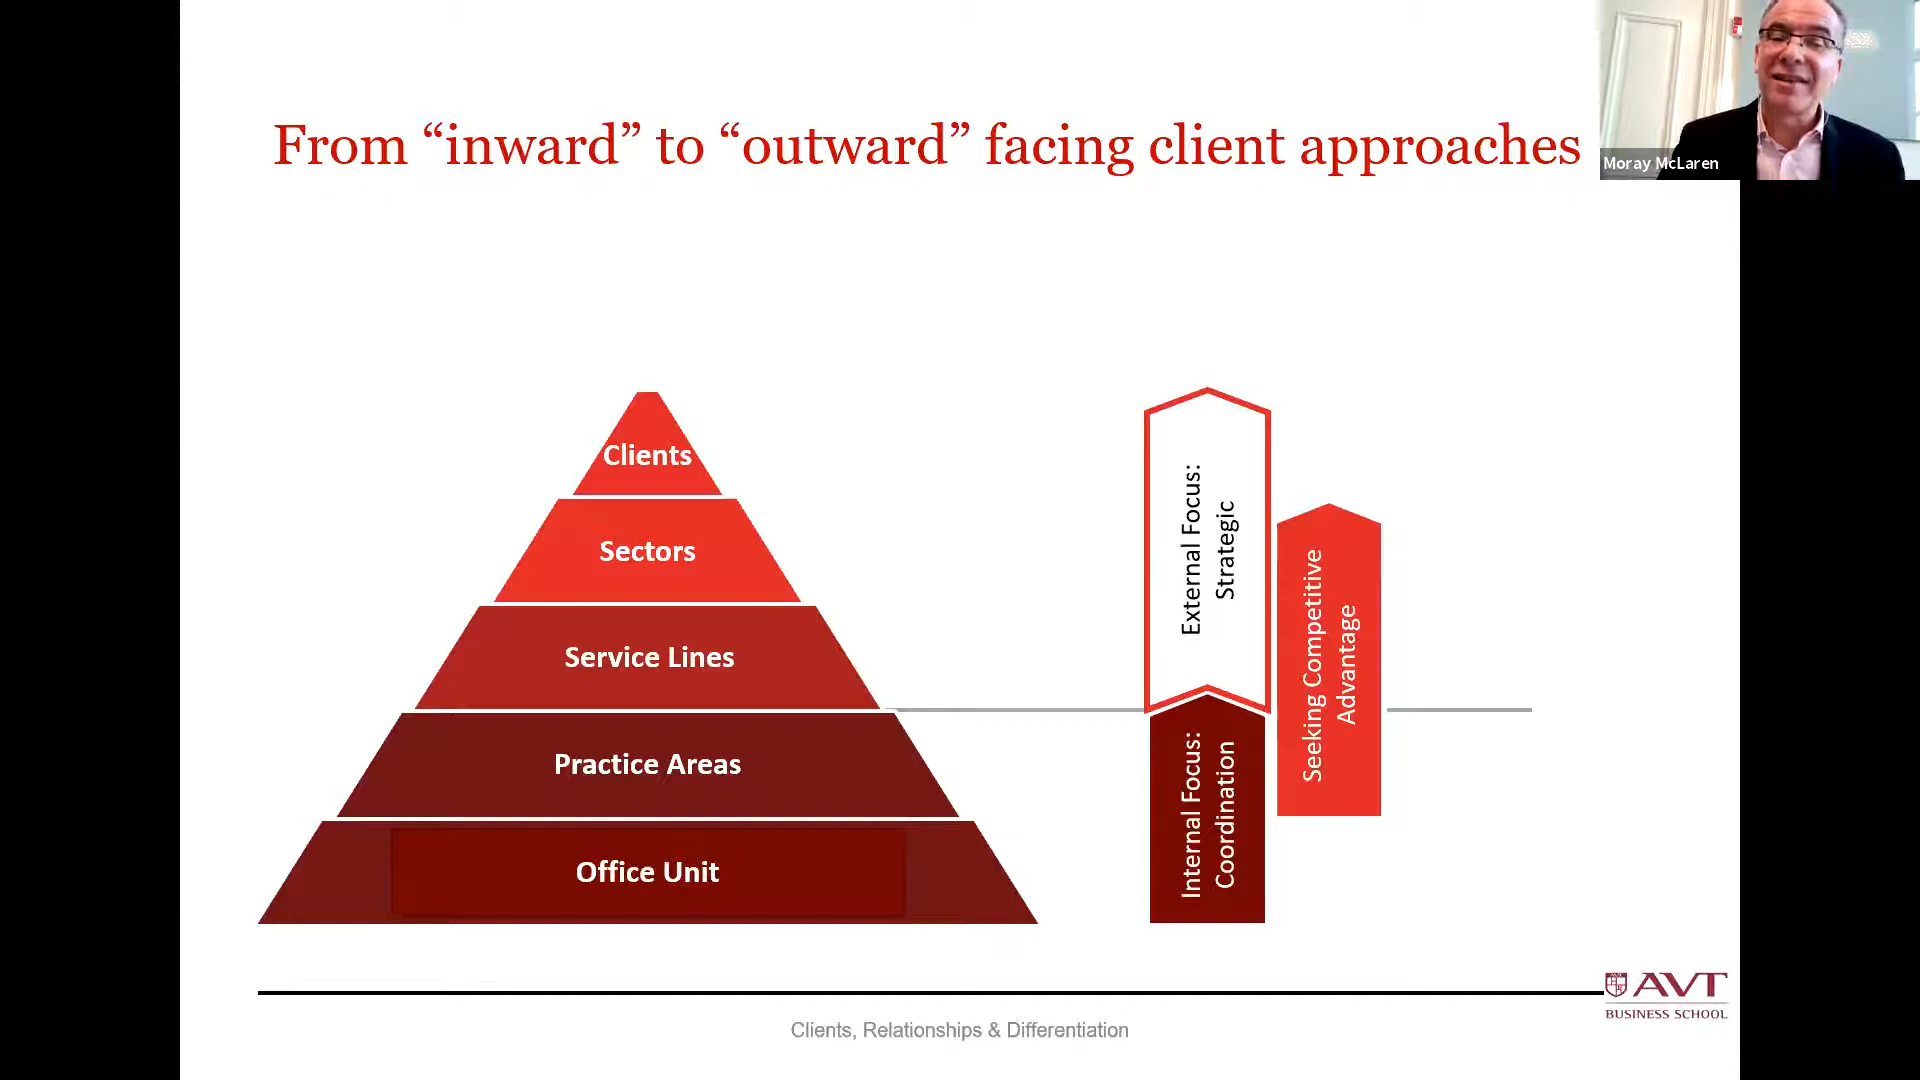 From “inward” to “outward” facing client approaches
Moray McLaren
Clients
Sectors
Service Lines
Practice Areas
Office Unit
External Focus:
Strategic
Internal Focus:
Coordination
Seeking Competitive
Advantage
AVT
BUSINESS SCHOOL
Clients, Relationships & Differentiation